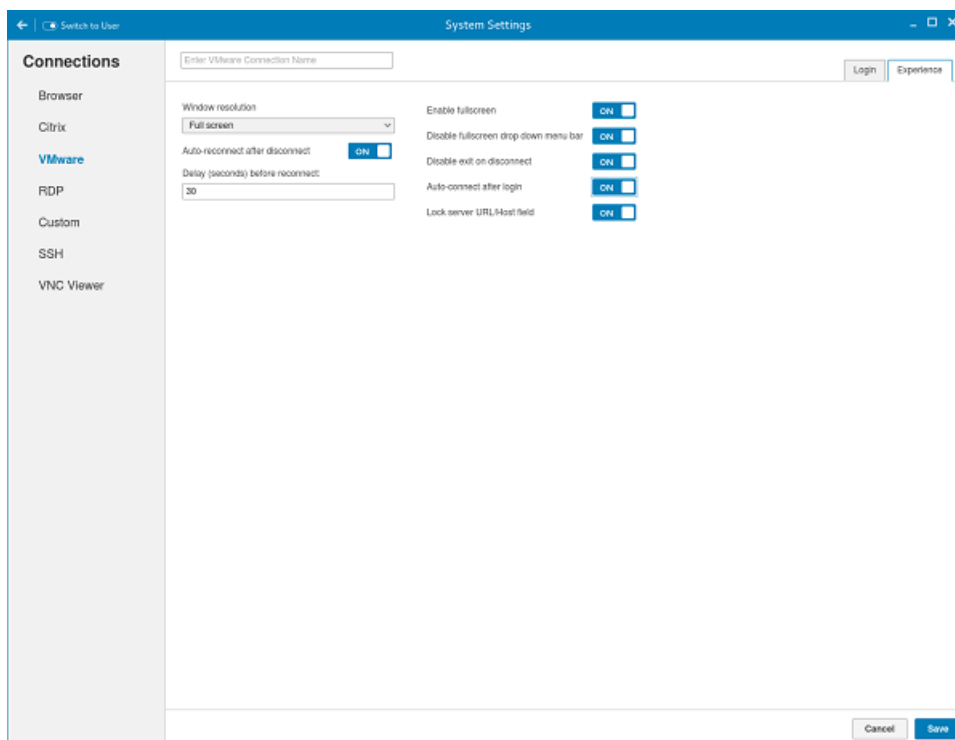 Switch to User
System Settings
Connections
Browser
Citrix
VMware
RDP
Custom
SSH
VNC Viewer
Enter VMware Connection Name
Login
Experience
Window resolution
Full screen
Auto-reconnect after disconnect
ON
Delay (seconds) before reconnect:
30
Enable fullscreen
ON
Disable fullscreen drop down menu bar
ON
Disable exit on disconnect
ON
Auto-connect after login
ON
Lock server URL/Host field
ON
Cancel
Save